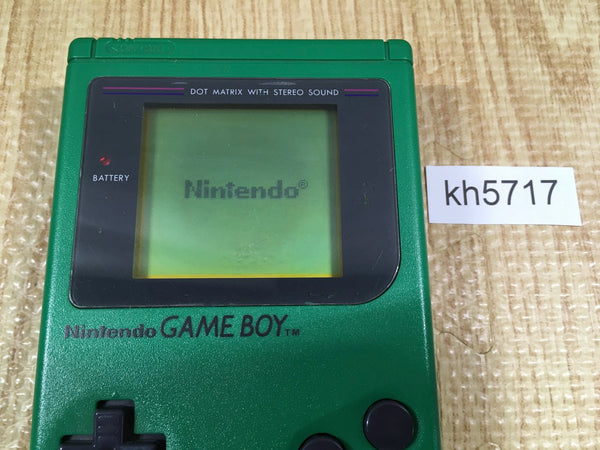 DOT MATRIX WITH STEREO SOUND
BATTERY
Nintendo®
kh5717
Nintendo GAME BOY™